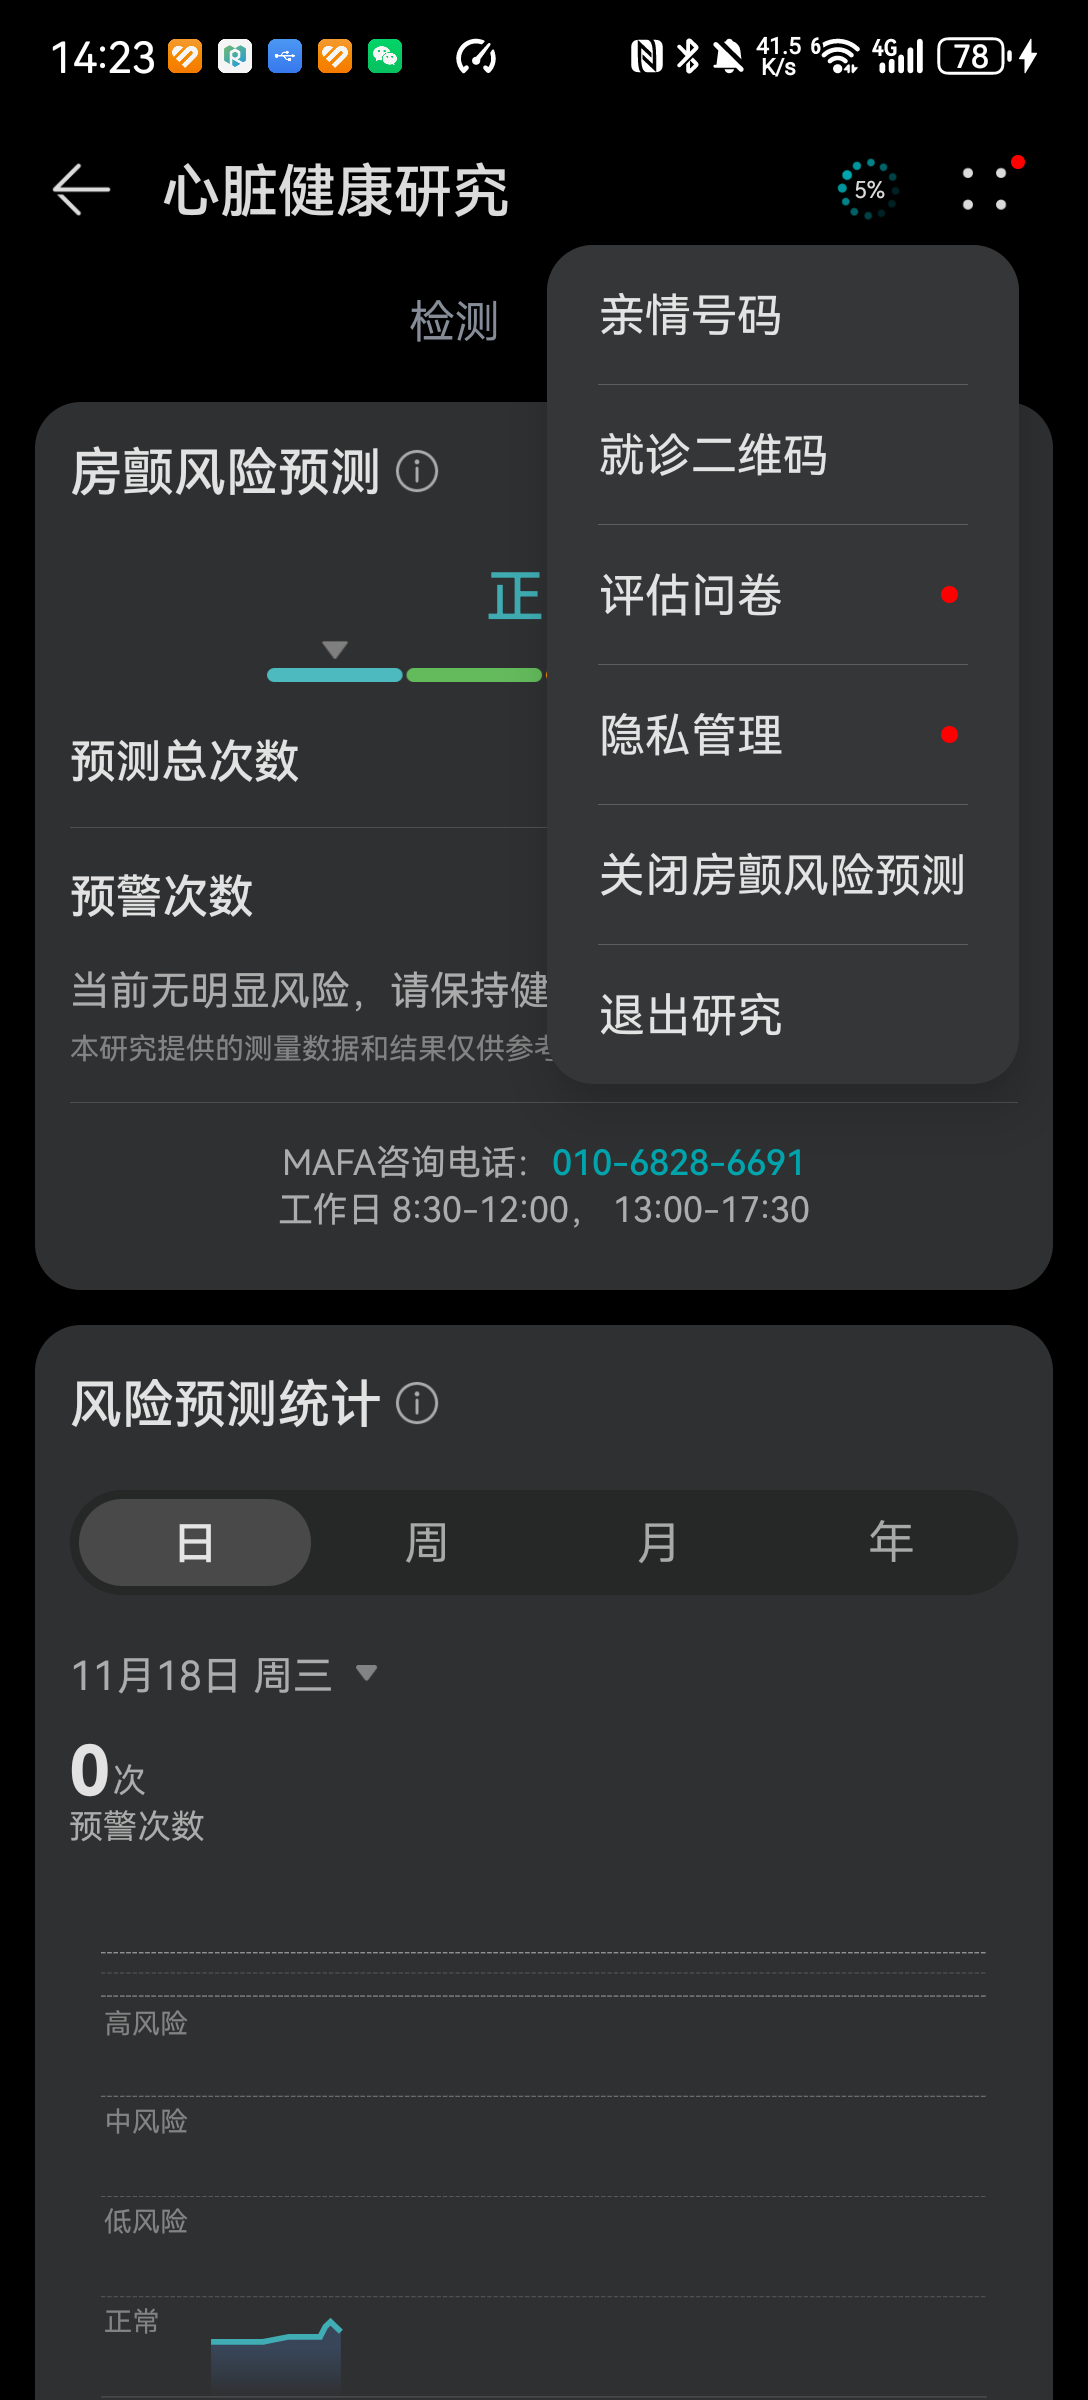 14:23
41.5 K/s
6
4G
78
心脏健康研究
5%
检测
亲情号码
就诊二维码
评估问卷
隐私管理
关闭房颤风险预测
退出研究
房颤风险预测
正
预测总次数
预警次数
当前无明显风险，请保持健
本研究提供的测量数据和结果仅供参
MAFA咨询电话：010-6828-6691
工作日 8:30-12:00， 13:00-17:30
风险预测统计
日 周 月 年
11月18日 周三
0次
预警次数
高风险
中风险
低风险
正常